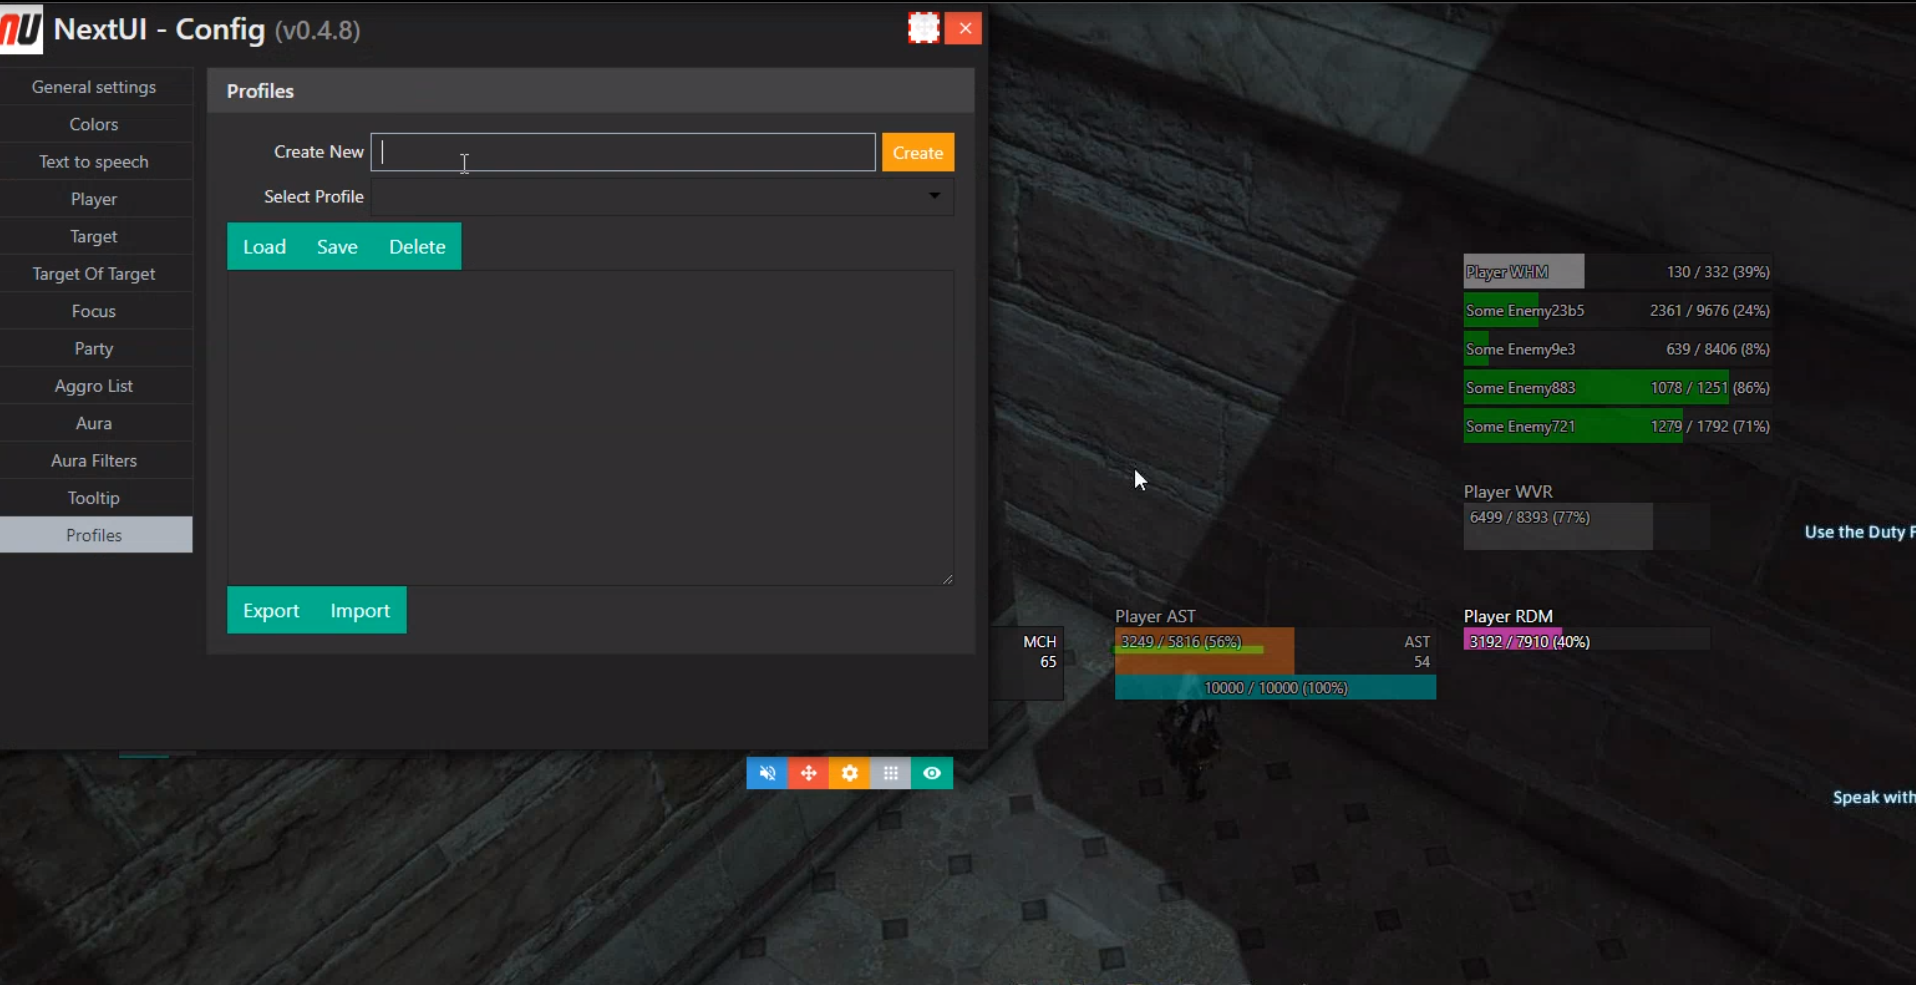 NU NextUI - Config (v0.4.8)
General settings
Colors
Text to speech
Player
Target
Target Of Target
Focus
Party
Aggro List
Aura
Aura Filters
Tooltip
Profiles
Profiles
Create New
Create
Select Profile
Load Save Delete
Export Import
Player WHM 130 / 332 (39%)
Some Enemy23b5 2361 / 9676 (24%)
Some Enemy9e3 639 / 8406 (8%)
Some Enemy883 1078 / 1251 (86%)
Some Enemy721 1279 / 1792 (71%)
Player WVR
6499 / 8393 (77%)
Use the Duty F
MCH
65
Player AST
3249 / 5816 (56%) AST
54
10000 / 10000 (100%)
Player RDM
3192 / 7910 (40%)
Speak with